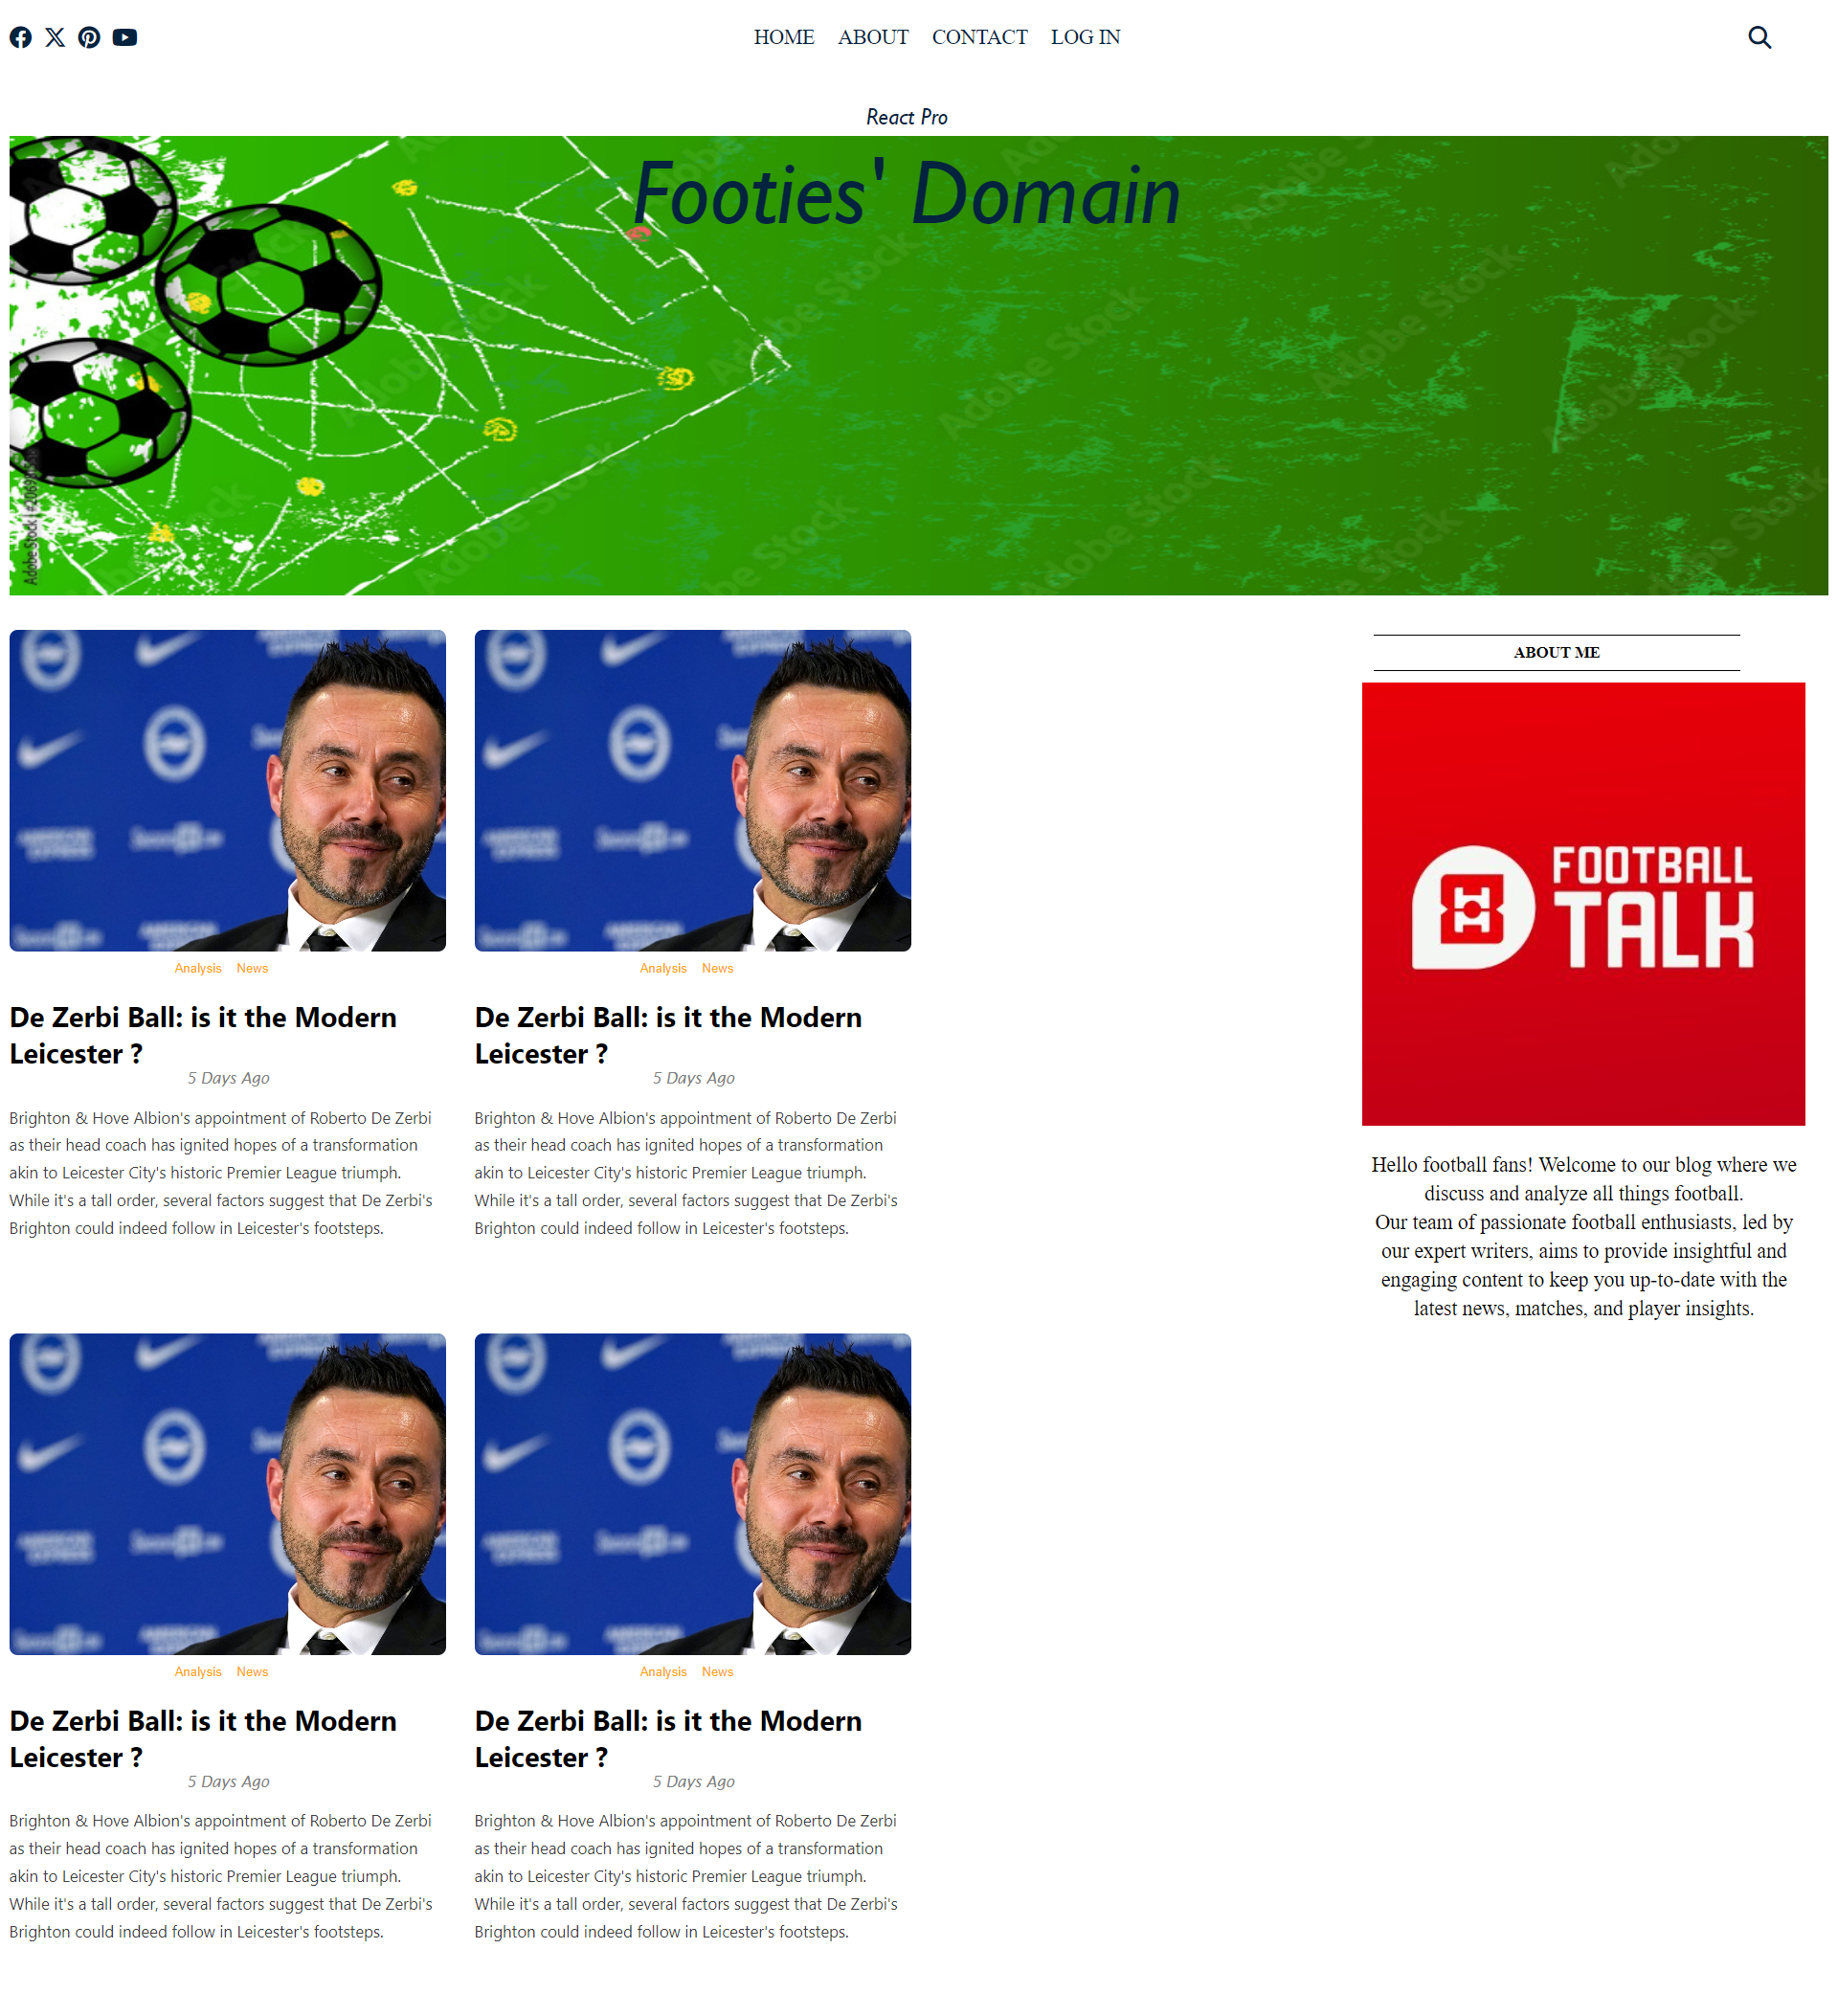 HOME ABOUT CONTACT LOG IN
React Pro
Footies' Domain
Adobe Stock
Analysis News
De Zerbi Ball: is it the Modern
Leicester ?
5 Days Ago
Brighton & Hove Albion's appointment of Roberto De Zerbi
as their head coach has ignited hopes of a transformation
akin to Leicester City's historic Premier League triumph.
While it's a tall order, several factors suggest that De Zerbi's
Brighton could indeed follow in Leicester's footsteps.
AMERICAN
EXPRESS
Analysis News
De Zerbi Ball: is it the Modern
Leicester ?
5 Days Ago
Brighton & Hove Albion's appointment of Roberto De Zerbi
as their head coach has ignited hopes of a transformation
akin to Leicester City's historic Premier League triumph.
While it's a tall order, several factors suggest that De Zerbi's
Brighton could indeed follow in Leicester's footsteps.
ABOUT ME
FOOTBALL
TALK
Hello football fans! Welcome to our blog where we
discuss and analyze all things football.
Our team of passionate football enthusiasts, led by
our expert writers, aims to provide insightful and
engaging content to keep you up-to-date with the
latest news, matches, and player insights.
Analysis News
De Zerbi Ball: is it the Modern
Leicester ?
5 Days Ago
Brighton & Hove Albion's appointment of Roberto De Zerbi
as their head coach has ignited hopes of a transformation
akin to Leicester City's historic Premier League triumph.
While it's a tall order, several factors suggest that De Zerbi's
Brighton could indeed follow in Leicester's footsteps.
Analysis News
De Zerbi Ball: is it the Modern
Leicester ?
5 Days Ago
Brighton & Hove Albion's appointment of Roberto De Zerbi
as their head coach has ignited hopes of a transformation
akin to Leicester City's historic Premier League triumph.
While it's a tall order, several factors suggest that De Zerbi's
Brighton could indeed follow in Leicester's footsteps.